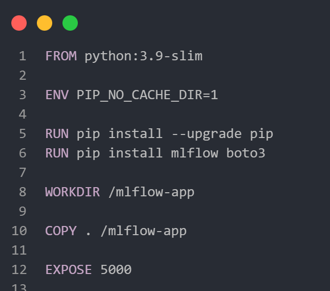 1 FROM python:3.9-slim
2
3 ENV PIP_NO_CACHE_DIR=1
4
5 RUN pip install --upgrade pip
6 RUN pip install mlflow boto3
7
8 WORKDIR /mlflow-app
9
10 COPY . /mlflow-app
11
12 EXPOSE 5000
13